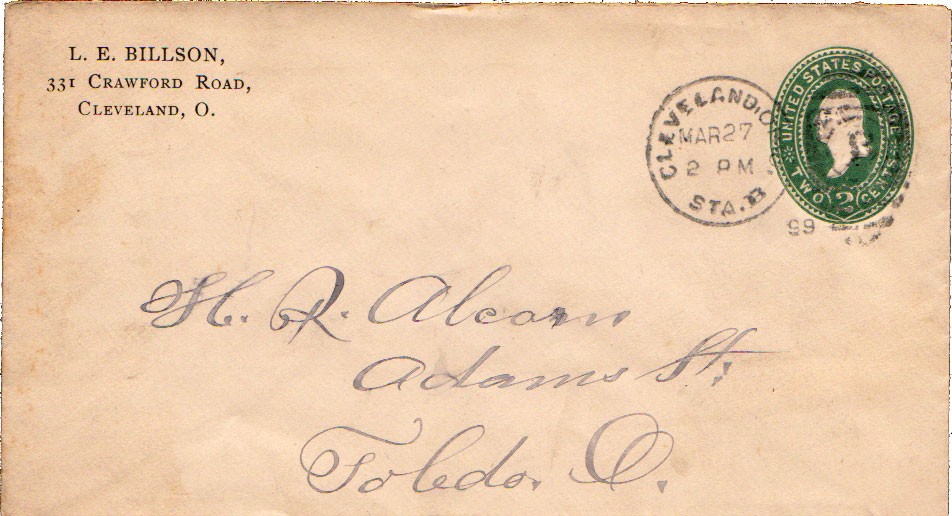 L. E. BILLSON,
331 CRAWFORD ROAD,
CLEVELAND, O.
CLEVELAND, O.
MAR 27
2 PM
STA. B
99
UNITED STATES POSTAGE
TWO 2 CENTS
H. R. Alcorn
Adams St.
Toledo. O.